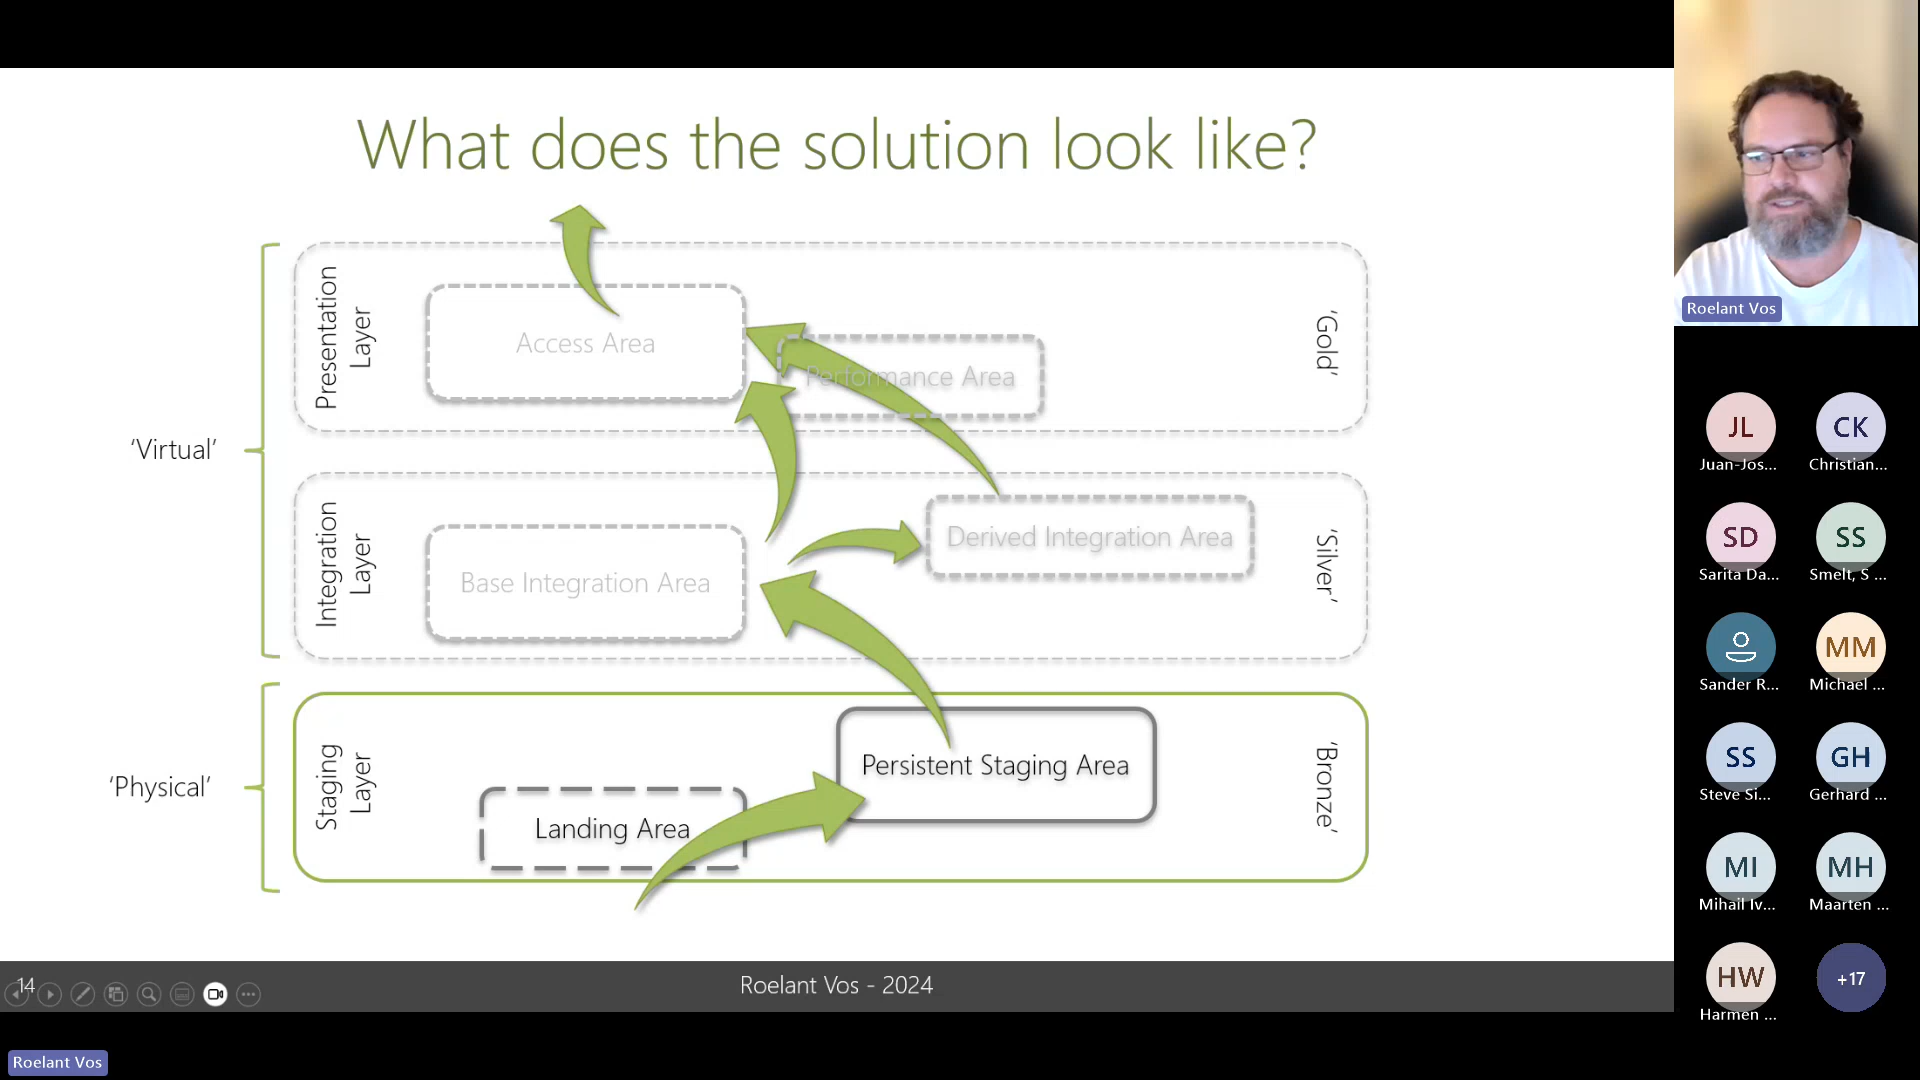 What does the solution look like?
Presentation
Layer
Access Area
Performance Area
'Gold'
'Virtual'
Integration
Layer
Base Integration Area
Derived Integration Area
'Silver'
'Physical'
Staging
Layer
Landing Area
Persistent Staging Area
'Bronze'
14
Roelant Vos - 2024
Roelant Vos
Roelant Vos
JL
Juan-Jos...
CK
Christian...
SD
Sarita Da...
SS
Smelt, S ...
Sander R...
MM
Michael ...
SS
Steve Si...
GH
Gerhard ...
MI
Mihail Iv...
MH
Maarten ...
HW
Harmen ...
+17